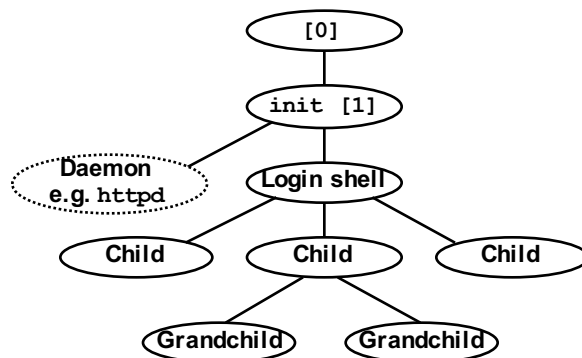 [0]
init [1]
Daemon
e.g. httpd
Login shell
Child
Child
Child
Grandchild
Grandchild